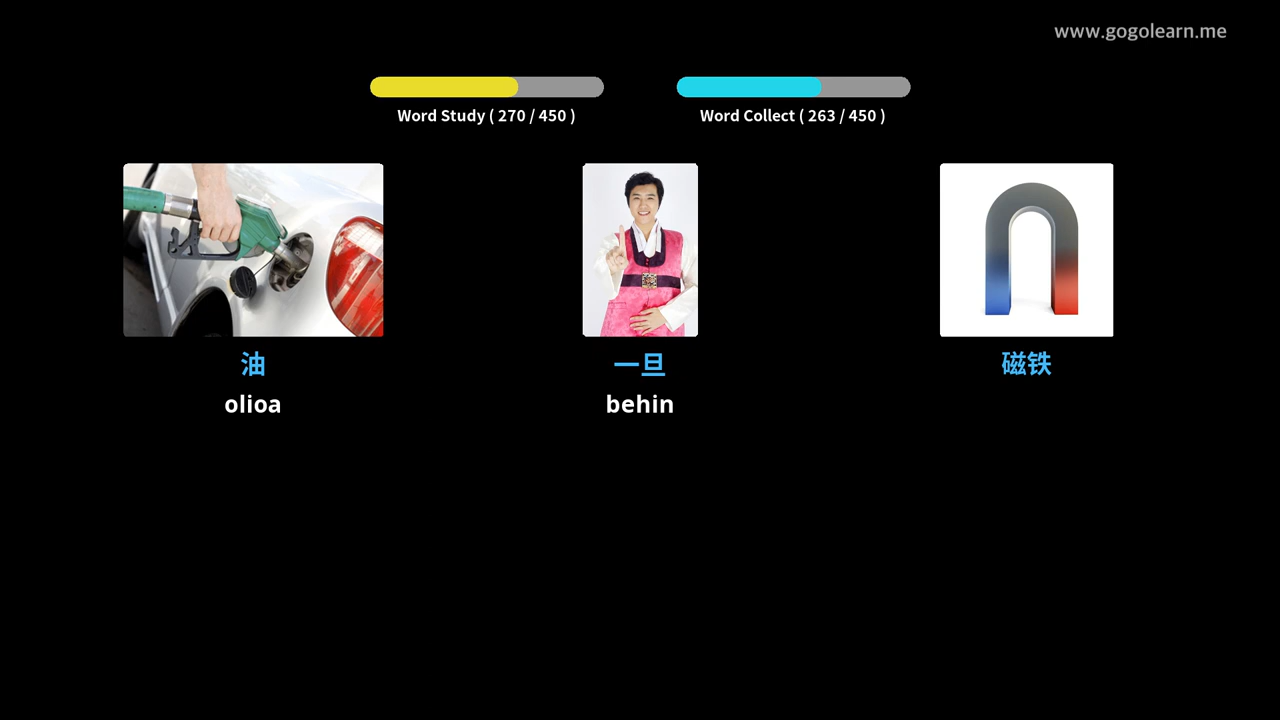 www.gogolearn.me
Word Study ( 270 / 450 )
Word Collect ( 263 / 450 )
油
一旦
磁铁
olioa
behin